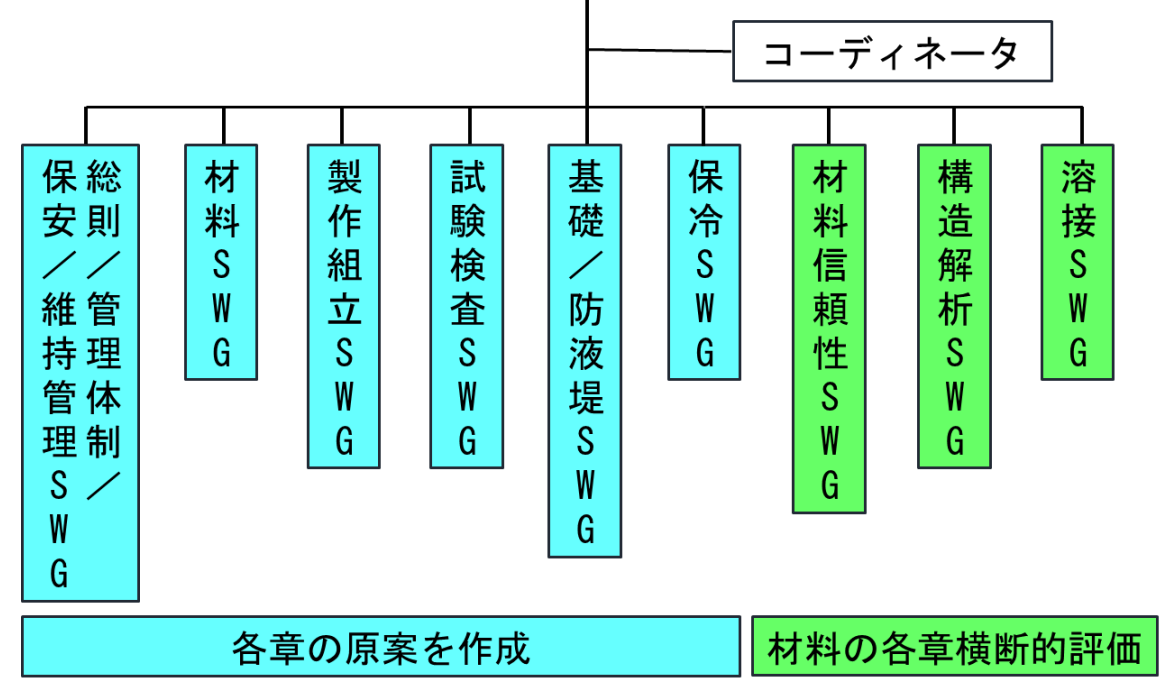 コーディネータ
総則／管理体制／
保安／維持管理SWG
材料SWG
製作組立SWG
試験検査SWG
基礎／防液堤SWG
保冷SWG
材料信頼性SWG
構造解析SWG
溶接SWG
各章の原案を作成
材料の各章横断的評価